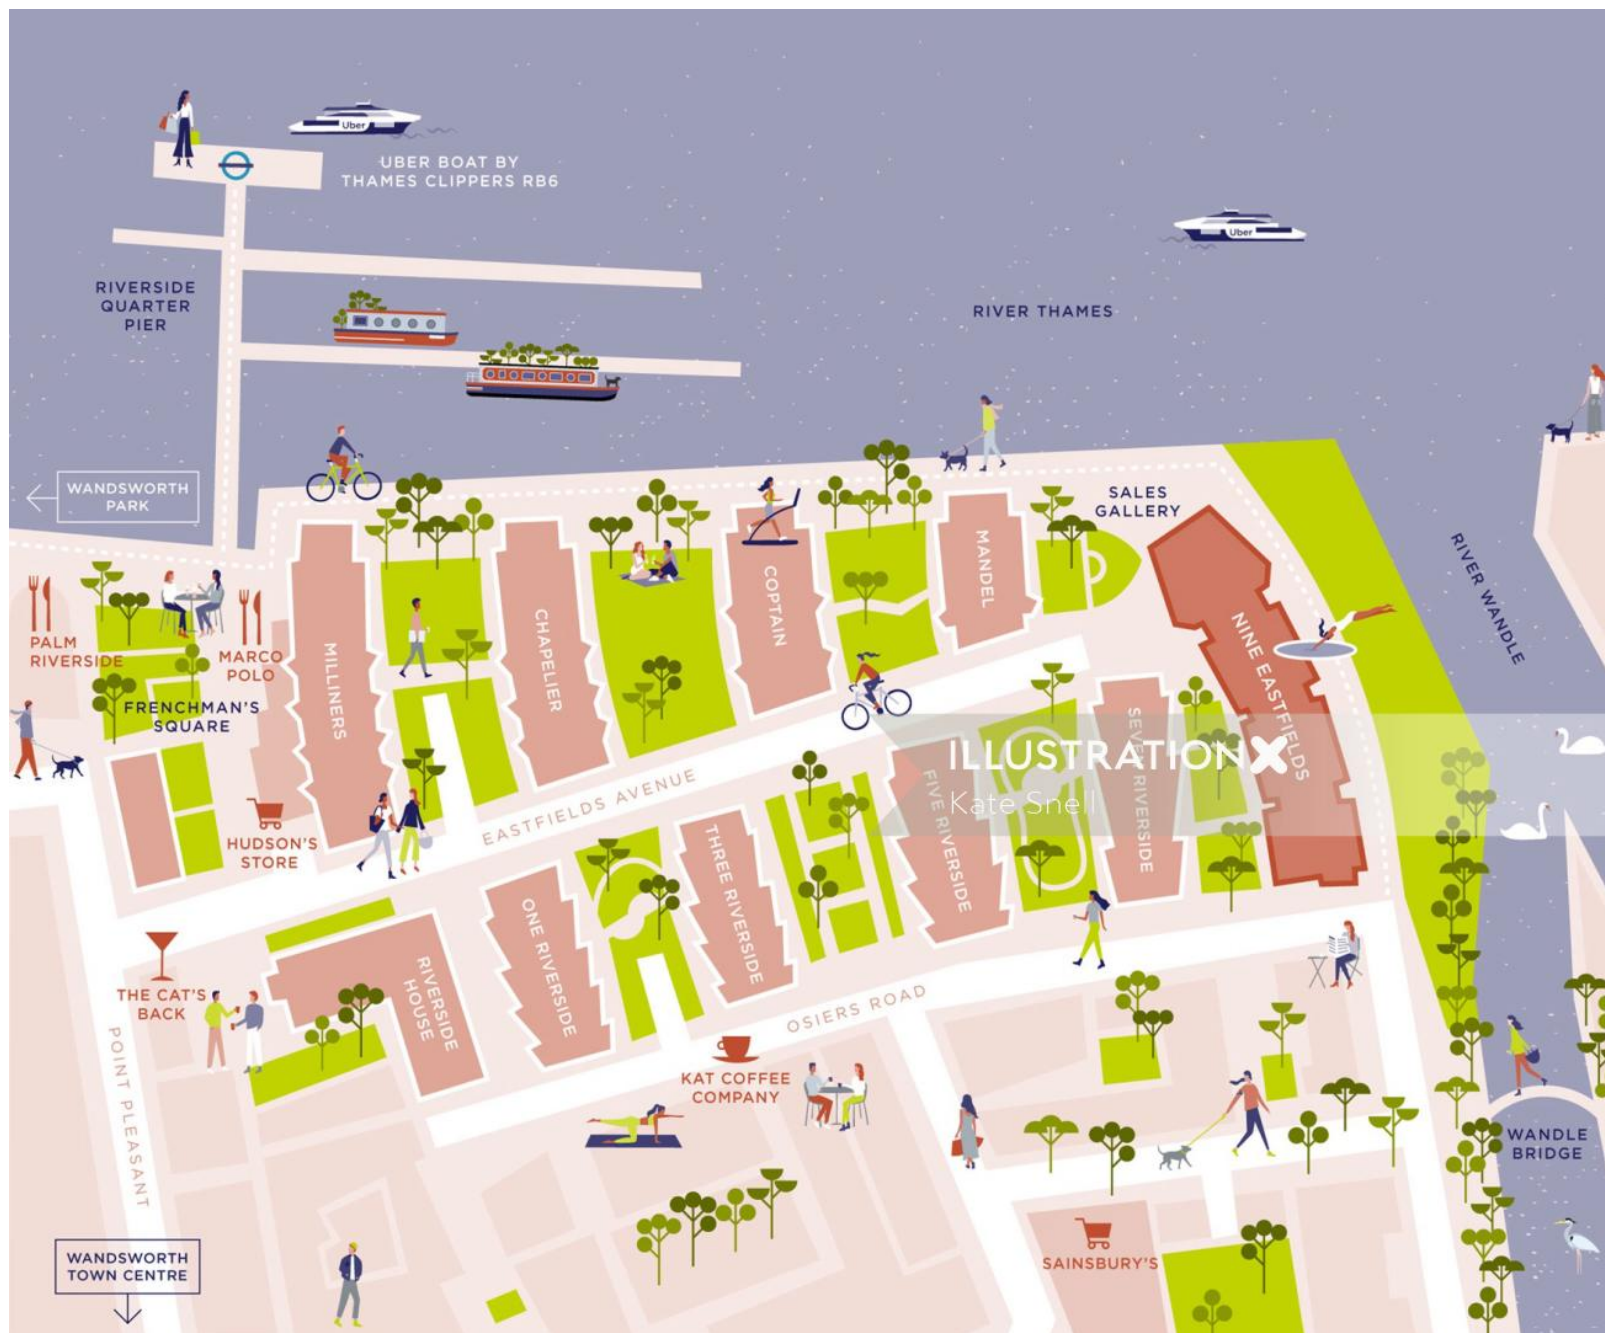 Uber
UBER BOAT BY
THAMES CLIPPERS RB6
Uber
RIVERSIDE
QUARTER
PIER
RIVER THAMES
WANDSWORTH
PARK
SALES
GALLERY
RIVER WANDLE
PALM
RIVERSIDE
MARCO
POLO
FRENCHMAN'S
SQUARE
MILLINERS
CHAPELIER
COPTAIN
MANDEL
NINE EASTFIELDS
HUDSON'S
STORE
EASTFIELDS AVENUE
ILLUSTRATIONX
Kate Snell
FIVE RIVERSIDE
SEVEN RIVERSIDE
THREE RIVERSIDE
ONE RIVERSIDE
RIVERSIDE
HOUSE
THE CAT'S
BACK
POINT PLEASANT
OSIERS ROAD
KAT COFFEE
COMPANY
WANDLE
BRIDGE
SAINSBURY'S
WANDSWORTH
TOWN CENTRE